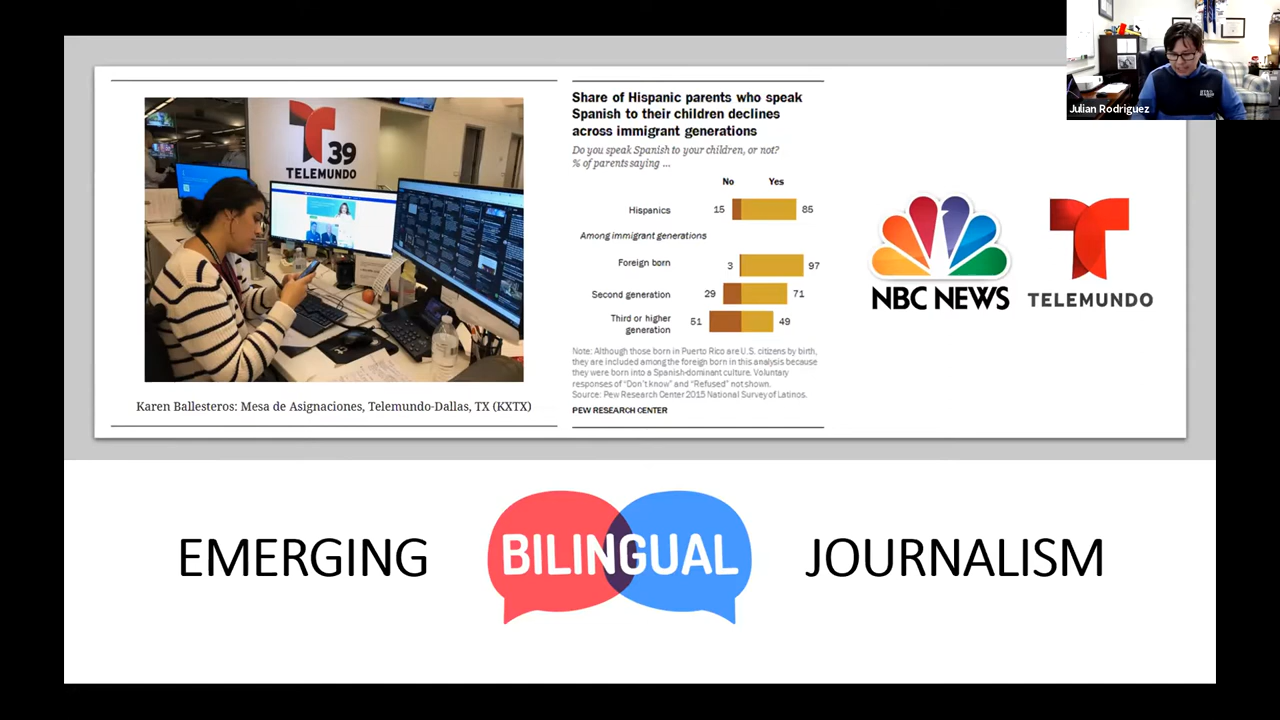 Julian Rodriguez
39
TELEMUNDO
Karen Ballesteros: Mesa de Asignaciones, Telemundo-Dallas, TX (KXTX)
Share of Hispanic parents who speak
Spanish to their children declines
across immigrant generations
Do you speak Spanish to your children, or not?
% of parents saying ...
No Yes
Hispanics 15 85
Among immigrant generations
Foreign born 3 97
Second generation 29 71
Third or higher
generation 51 49
Note: Although those born in Puerto Rico are U.S. citizens by birth,
they are included among the foreign born in this analysis because
they were born into a Spanish-dominant culture. Voluntary
responses of “Don’t know” and “Refused” not shown.
Source: Pew Research Center 2015 National Survey of Latinos.
PEW RESEARCH CENTER
NBC NEWS
TELEMUNDO
EMERGING BILINGUAL JOURNALISM